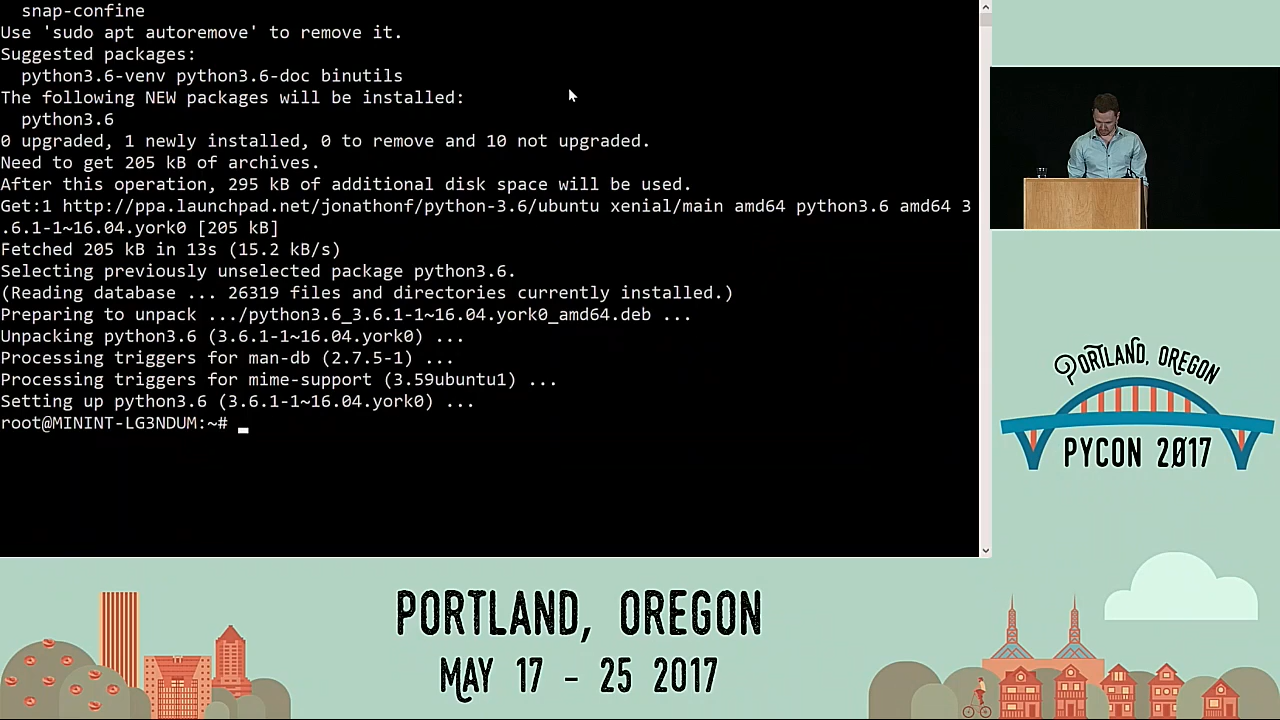 snap-confine
Use 'sudo apt autoremove' to remove it.
Suggested packages:
python3.6-venv python3.6-doc binutils
The following NEW packages will be installed:
python3.6
0 upgraded, 1 newly installed, 0 to remove and 10 not upgraded.
Need to get 205 kB of archives.
After this operation, 295 kB of additional disk space will be used.
Get:1 http://ppa.launchpad.net/jonathonf/python-3.6/ubuntu xenial/main amd64 python3.6 amd64 3
.6.1-1~16.04.york0 [205 kB]
Fetched 205 kB in 13s (15.2 kB/s)
Selecting previously unselected package python3.6.
(Reading database ... 26319 files and directories currently installed.)
Preparing to unpack .../python3.6_3.6.1-1~16.04.york0_amd64.deb ...
Unpacking python3.6 (3.6.1-1~16.04.york0) ...
Processing triggers for man-db (2.7.5-1) ...
Processing triggers for mime-support (3.59ubuntu1) ...
Setting up python3.6 (3.6.1-1~16.04.york0) ...
root@MININT-LG3NDUM:~#
PORTLAND, OREGON
PYCON 2017
PORTLAND, OREGON
MAY 17 - 25 2017